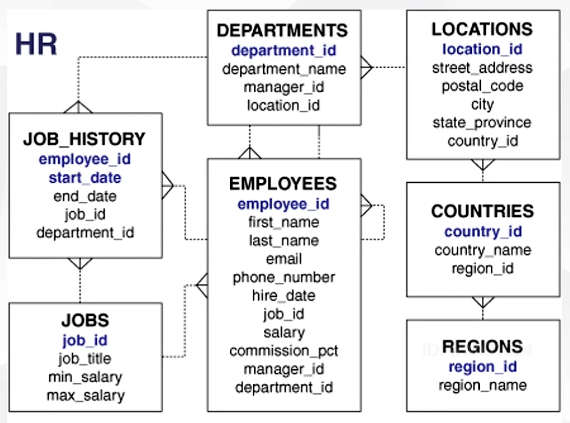 HR
DEPARTMENTS
department_id
department_name
manager_id
location_id
LOCATIONS
location_id
street_address
postal_code
city
state_province
country_id
JOB_HISTORY
employee_id
start_date
end_date
job_id
department_id
EMPLOYEES
employee_id
first_name
last_name
email
phone_number
hire_date
job_id
salary
commission_pct
manager_id
department_id
COUNTRIES
country_id
country_name
region_id
JOBS
job_id
job_title
min_salary
max_salary
REGIONS
region_id
region_name